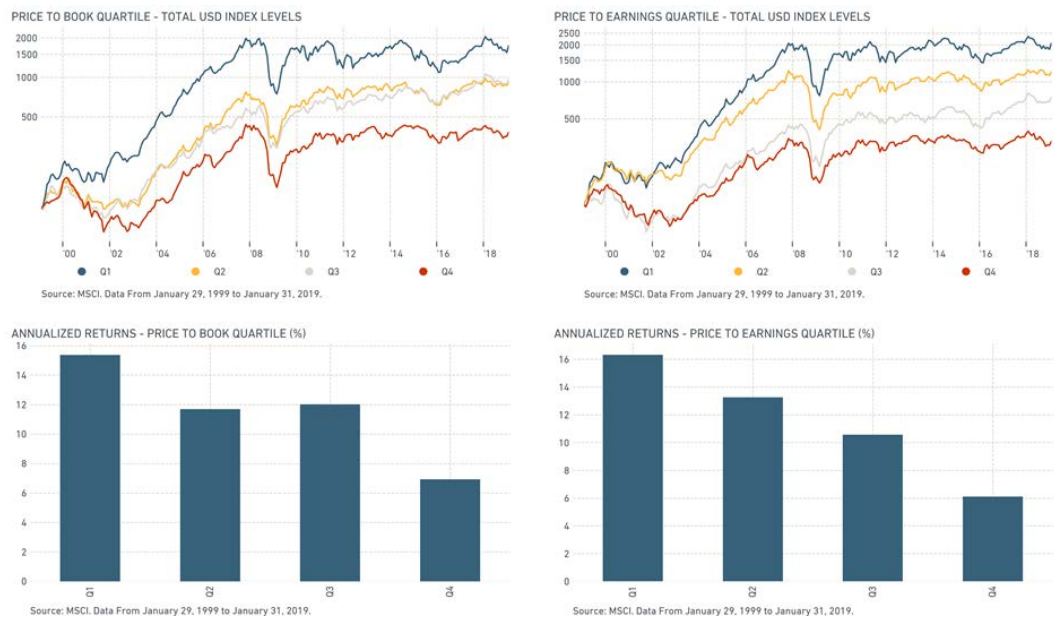 PRICE TO BOOK QUARTILE - TOTAL USD INDEX LEVELS
2000
1500
1000
500
'00 '02 '04 '06 '08 '10 '12 '14 '16 '18
Q1 Q2 Q3 Q4
Source: MSCI. Data From January 29, 1999 to January 31, 2019.
PRICE TO EARNINGS QUARTILE - TOTAL USD INDEX LEVELS
2500
2000
1500
1000
500
'00 '02 '04 '06 '08 '10 '12 '14 '16 '18
Q1 Q2 Q3 Q4
Source: MSCI. Data From January 29, 1999 to January 31, 2019.
ANNUALIZED RETURNS - PRICE TO BOOK QUARTILE (%)
16
14
12
10
8
6
4
2
0
Q1 Q2 Q3 Q4
Source: MSCI. Data From January 29, 1999 to January 31, 2019.
ANNUALIZED RETURNS - PRICE TO EARNINGS QUARTILE (%)
16
14
12
10
8
6
4
2
0
Q1 Q2 Q3 Q4
Source: MSCI. Data From January 29, 1999 to January 31, 2019.